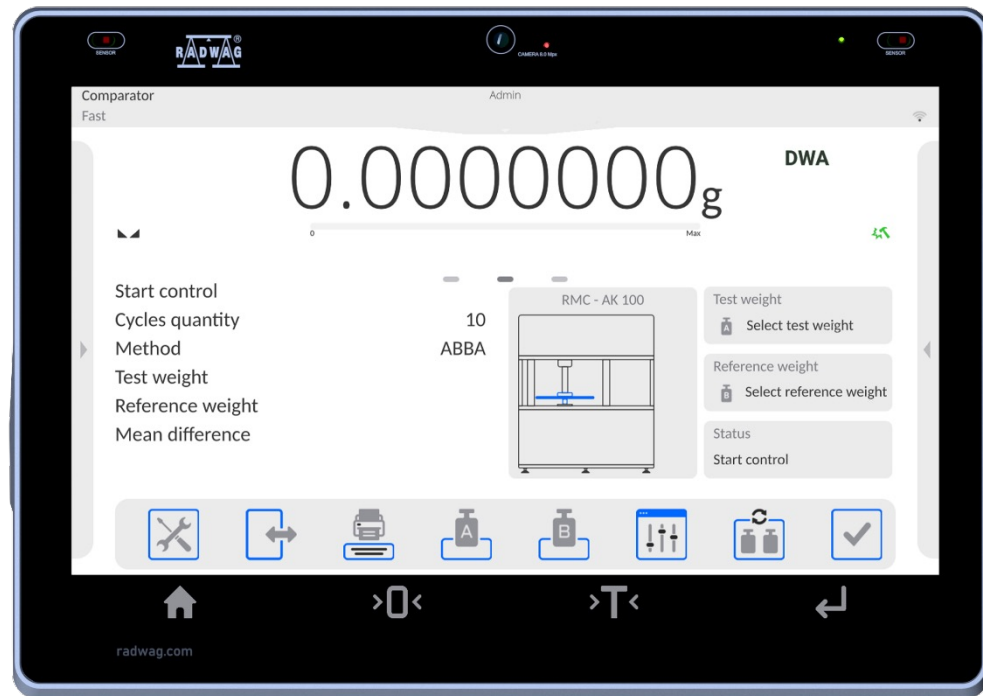 SENSOR
RADWAG®
CAMERA 8.0 Mpx
SENSOR
Comparator
Admin
Fast
0.0000000 g
DWA
0
Max
Start control
Cycles quantity 10
Method ABBA
Test weight
Reference weight
Mean difference
RMC - AK 100
Test weight
A Select test weight
Reference weight
B Select reference weight
Status
Start control
A
B
>0<
>T<
radwag.com